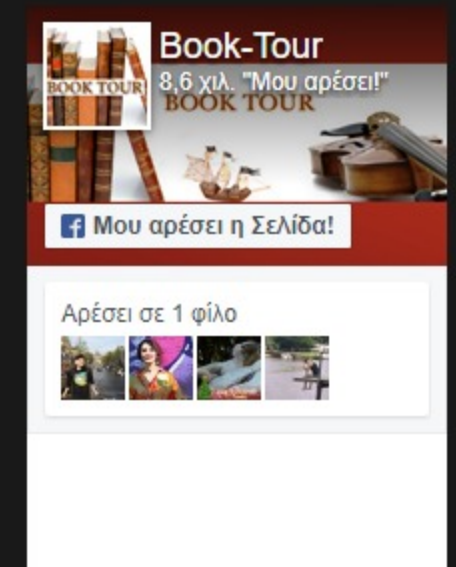 Book-Tour
8,6 χιλ. "Μου αρέσει!"
BOOK TOUR
BOOK TOUR
Μου αρέσει η Σελίδα!
Αρέσει σε 1 φίλο